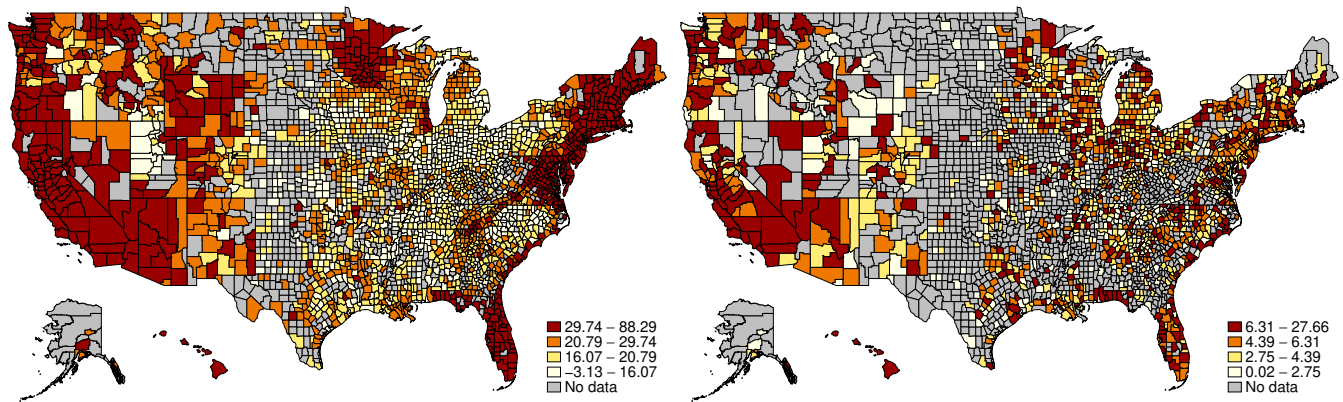 29.74 – 88.29
20.79 – 29.74
16.07 – 20.79
−3.13 – 16.07
No data
6.31 – 27.66
4.39 – 6.31
2.75 – 4.39
0.02 – 2.75
No data